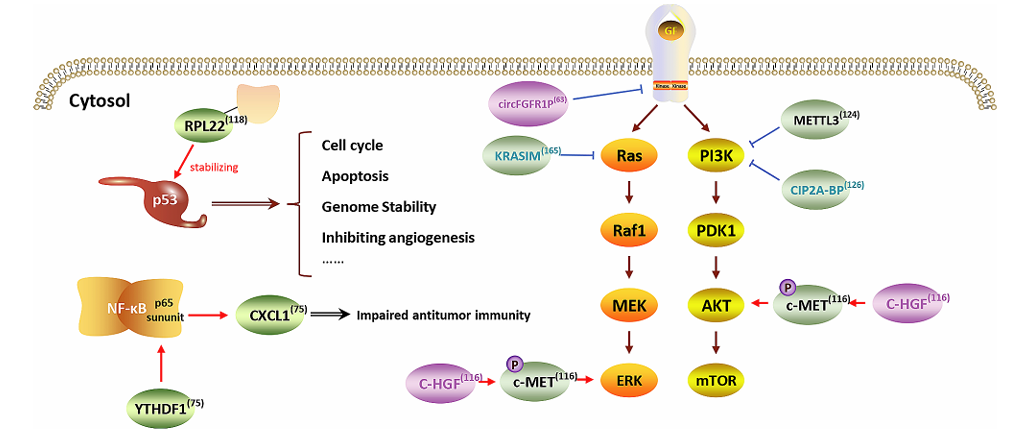 GF
Kinase, Kinase,
Cytosol
circFGFR1P(63)
RPL22(118)
METTL3(124)
stabilizing
Cell cycle
KRASIM(165)
Ras
PI3K
Apoptosis
p53
CIP2A-BP(126)
Genome Stability
Raf1
PDK1
Inhibiting angiogenesis
……
NF-κB
p65
sununit
CXCL1(75)
Impaired antitumor immunity
MEK
AKT
P
c-MET(116)
C-HGF(116)
C-HGF(116)
P
c-MET(116)
ERK
mTOR
YTHDF1(75)